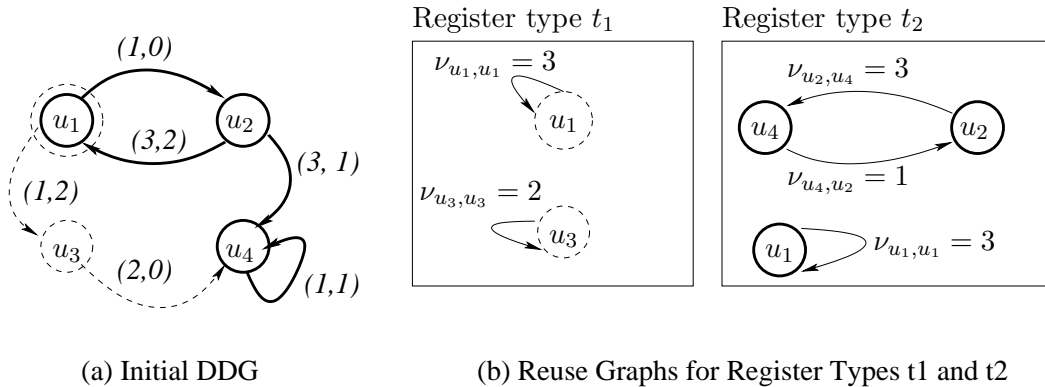 Register type t₁
Register type t₂
(1,0)
u₁
u₂
(3,2)
(3, 1)
(1,2)
u₃
u₄
(2,0)
(1,1)
ν_{u₁,u₁} = 3
u₁
ν_{u₃,u₃} = 2
u₃
ν_{u₂,u₄} = 3
u₄
u₂
ν_{u₄,u₂} = 1
u₁
ν_{u₁,u₁} = 3
(a) Initial DDG
(b) Reuse Graphs for Register Types t1 and t2